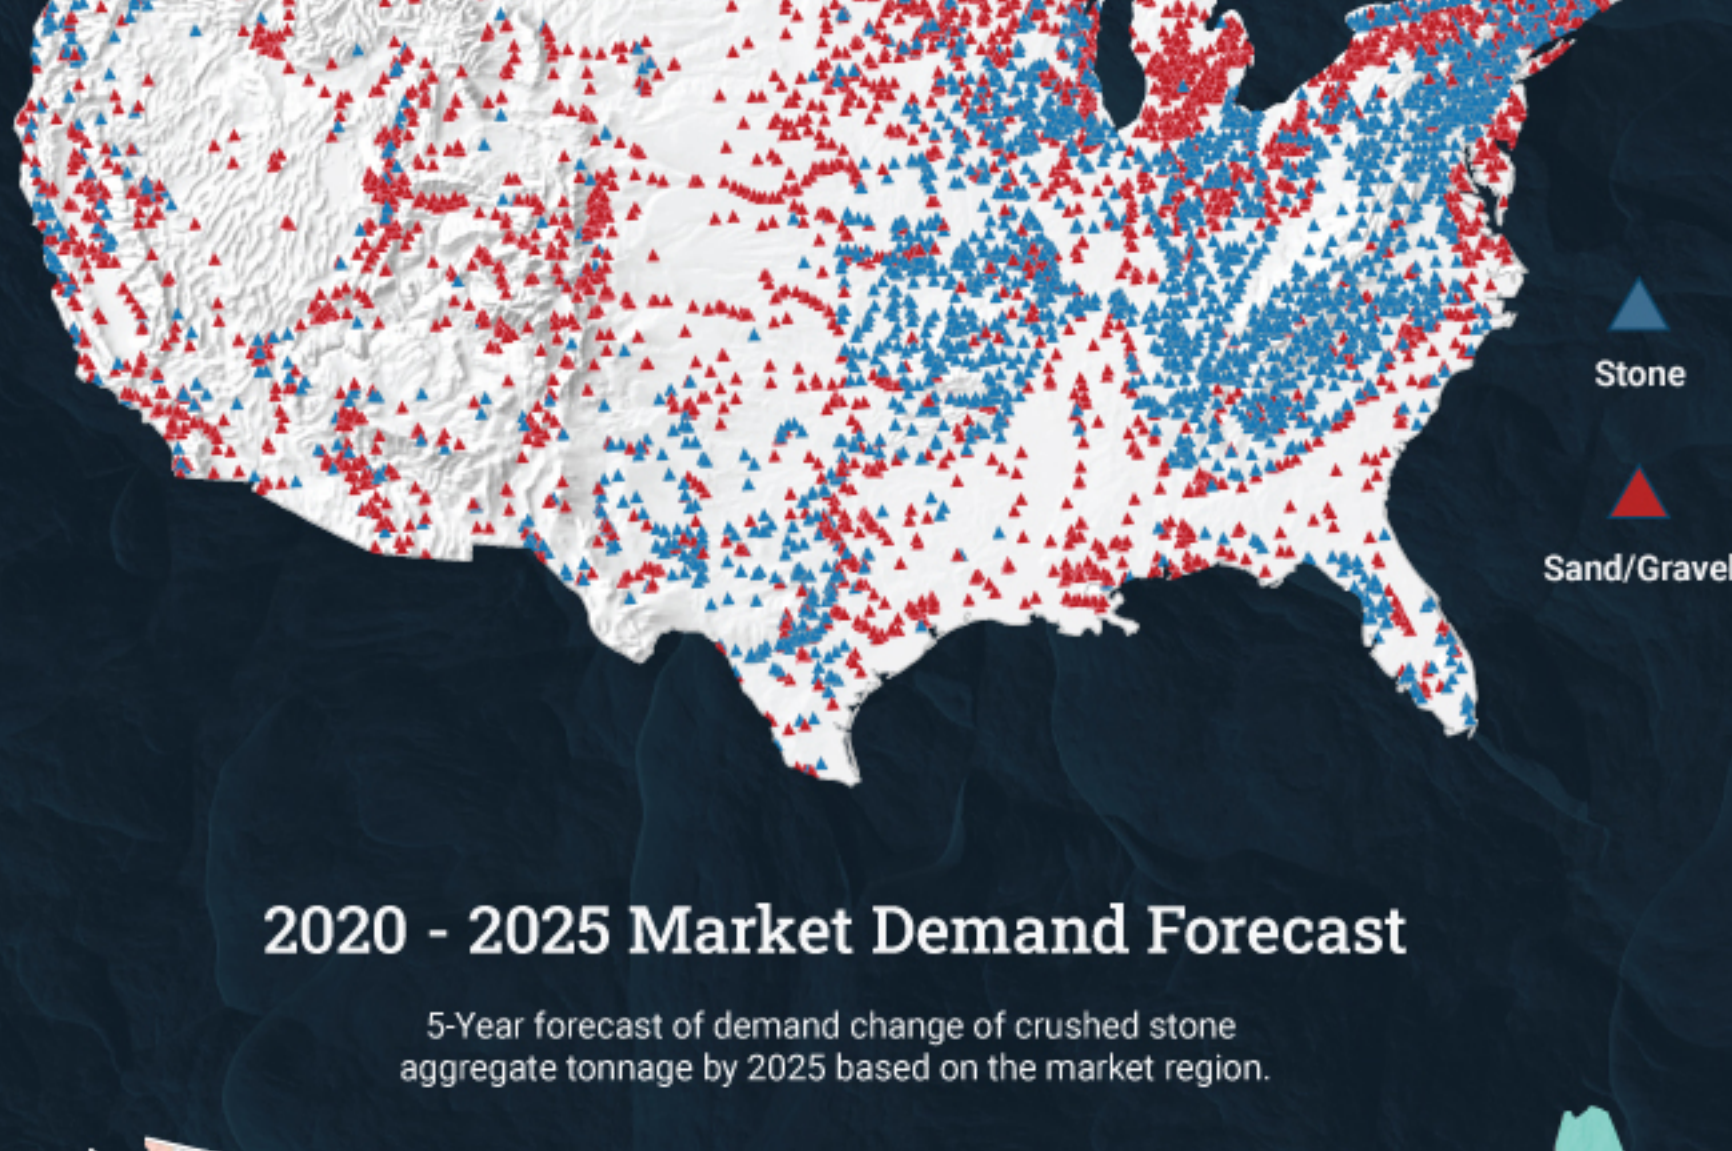 Stone
Sand/Gravel
2020 - 2025 Market Demand Forecast
5-Year forecast of demand change of crushed stone
aggregate tonnage by 2025 based on the market region.